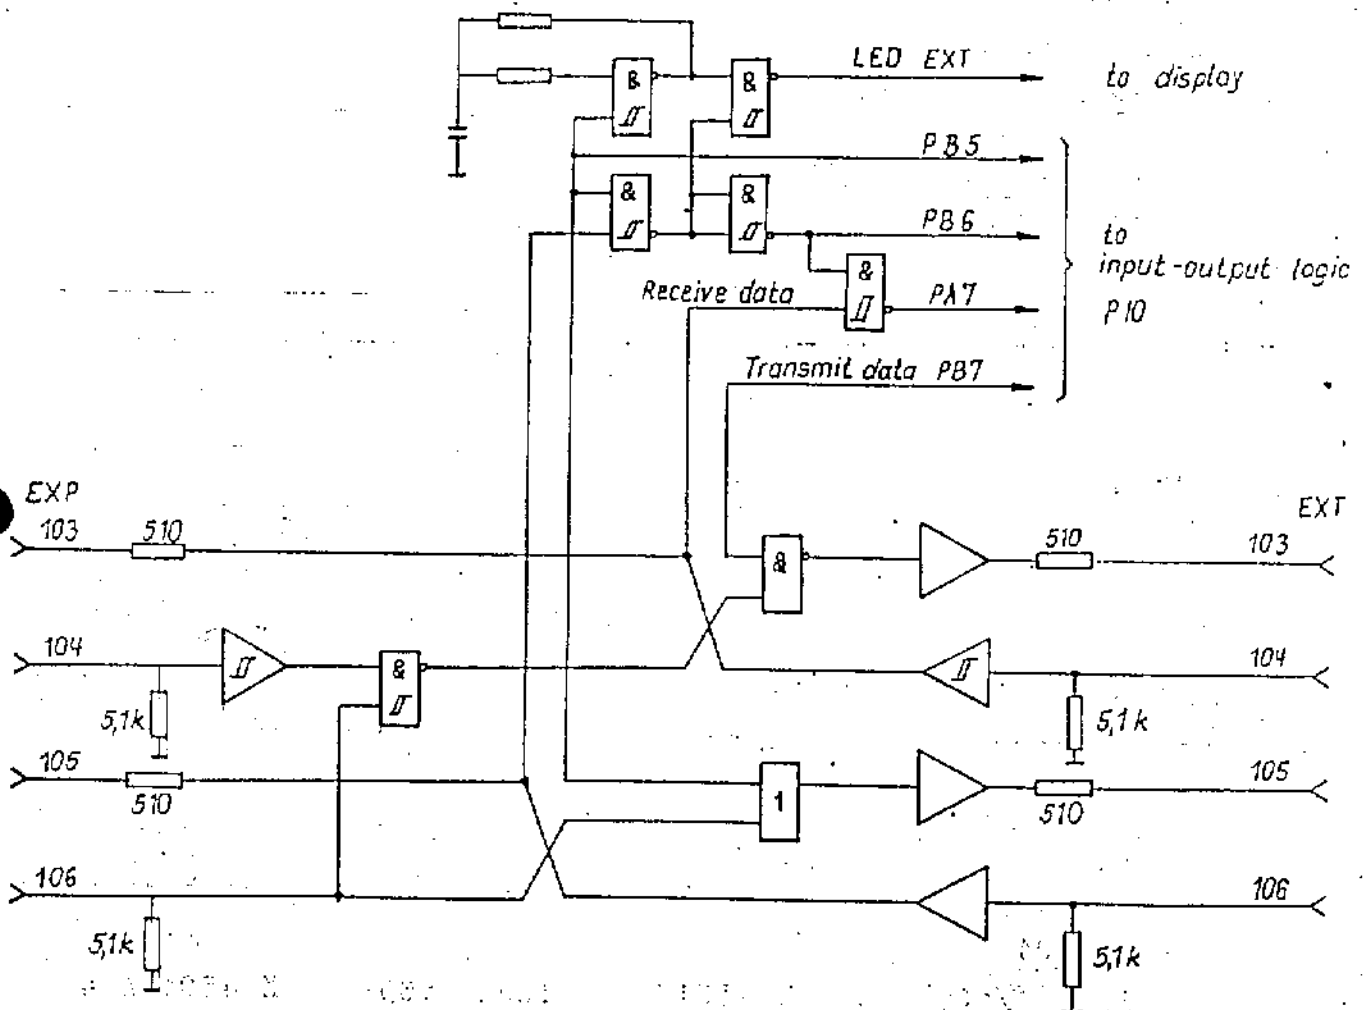 LED EXT
to display
&
&
PB5
&
&
PB6
to
input-output logic
P10
&
Receive data
PA7
Transmit data PB7
EXP
EXT
103
510
&
510
103
104
&
104
5,1k
5,1k
105
510
1
510
105
106
106
5,1k
5,1k